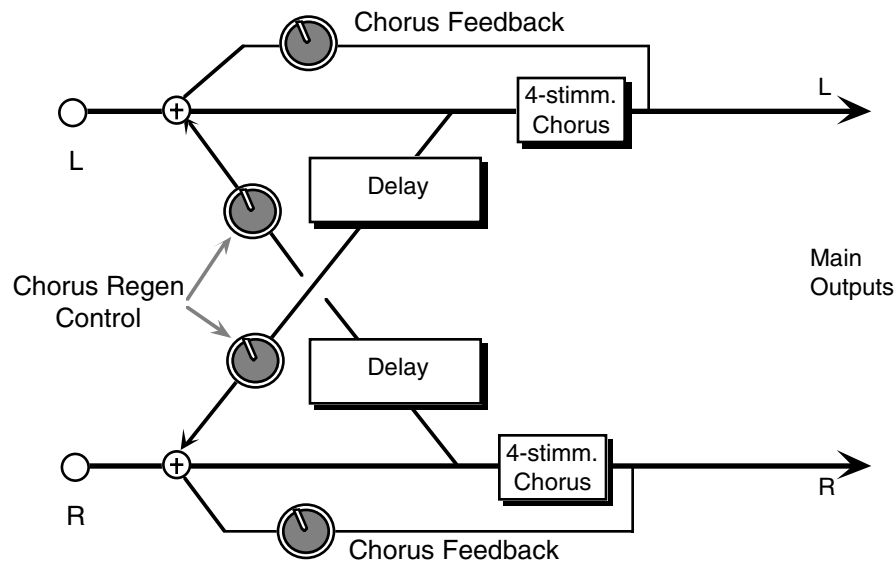 Chorus Feedback
+
L
4-stimm.
Chorus
L
Delay
Chorus Regen
Control
Main
Outputs
Delay
+
R
4-stimm.
Chorus
R
Chorus Feedback